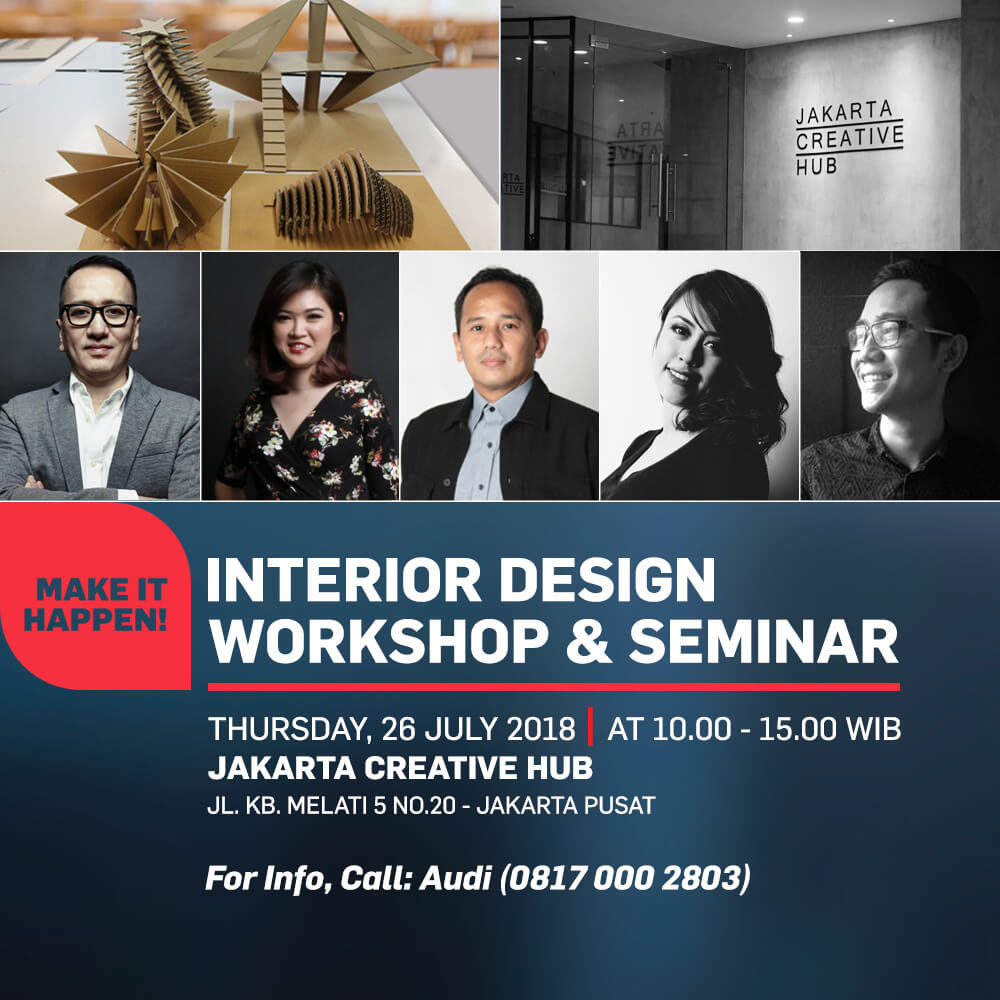 JAKARTA
CREATIVE
HUB
MAKE IT
HAPPEN!
INTERIOR DESIGN
WORKSHOP & SEMINAR
THURSDAY, 26 JULY 2018 | AT 10.00 - 15.00 WIB
JAKARTA CREATIVE HUB
JL. KB. MELATI 5 NO.20 - JAKARTA PUSAT
For Info, Call: Audi (0817 000 2803)